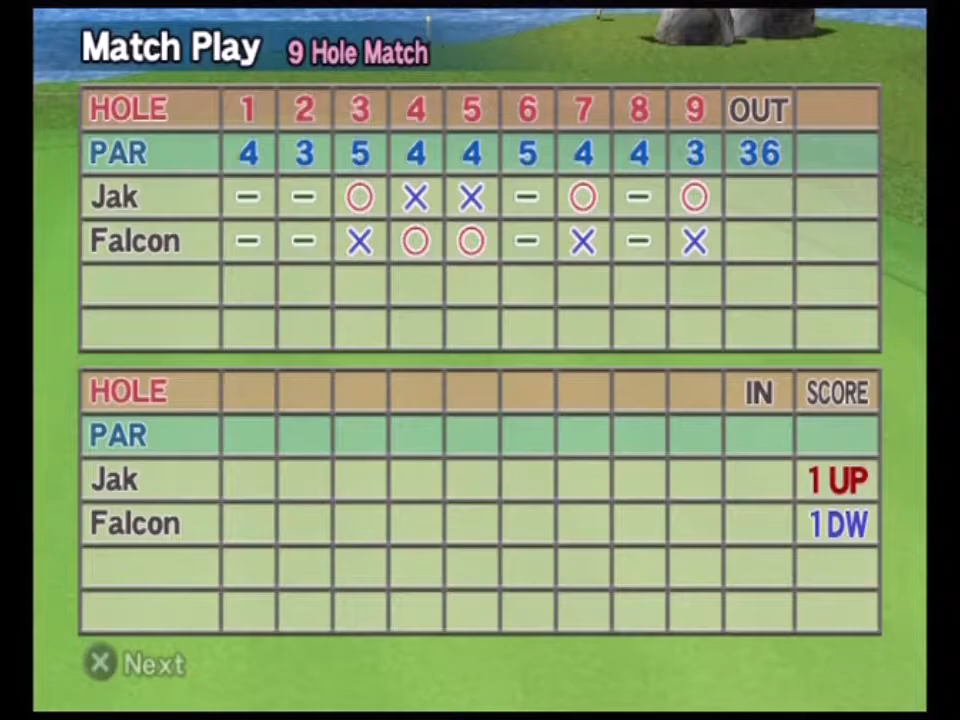 Match Play 9 Hole Match
HOLE 1 2 3 4 5 6 7 8 9 OUT
PAR 4 3 5 4 4 5 4 4 3 36
Jak – – ○ × × – ○ – ○
Falcon – – × ○ ○ – × – ×
HOLE IN SCORE
PAR
Jak 1 UP
Falcon 1 DW
× Next